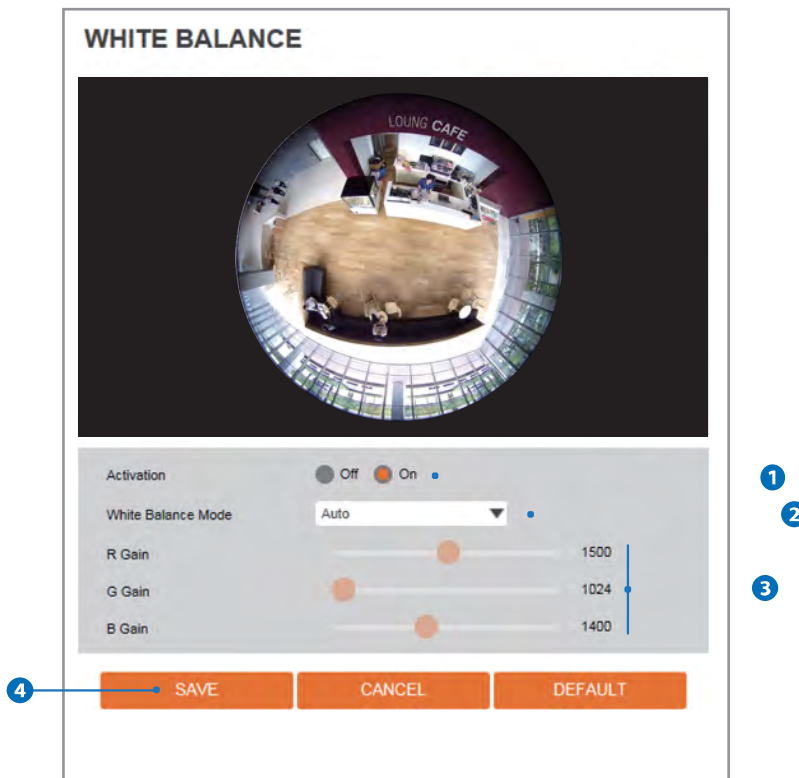 WHITE BALANCE
LOUNG CAFE
Activation Off On 1
White Balance Mode Auto 2
R Gain 1500
G Gain 1024 3
B Gain 1400
4 SAVE CANCEL DEFAULT